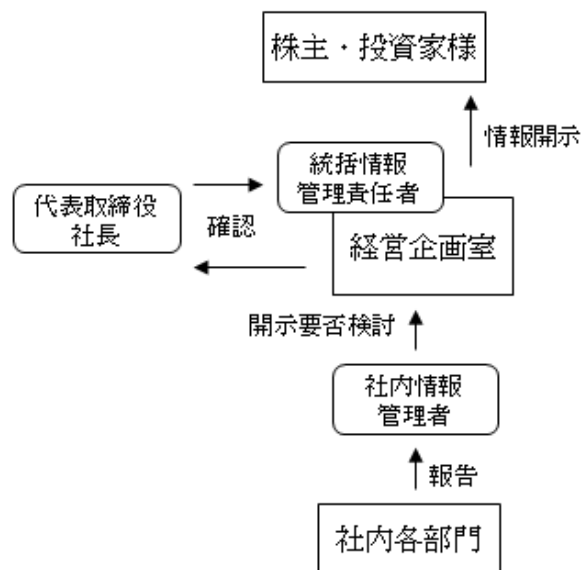 株主・投資家様
情報開示
統括情報
管理責任者
代表取締役
社長
確認
経営企画室
開示要否検討
社内情報
管理者
報告
社内各部門